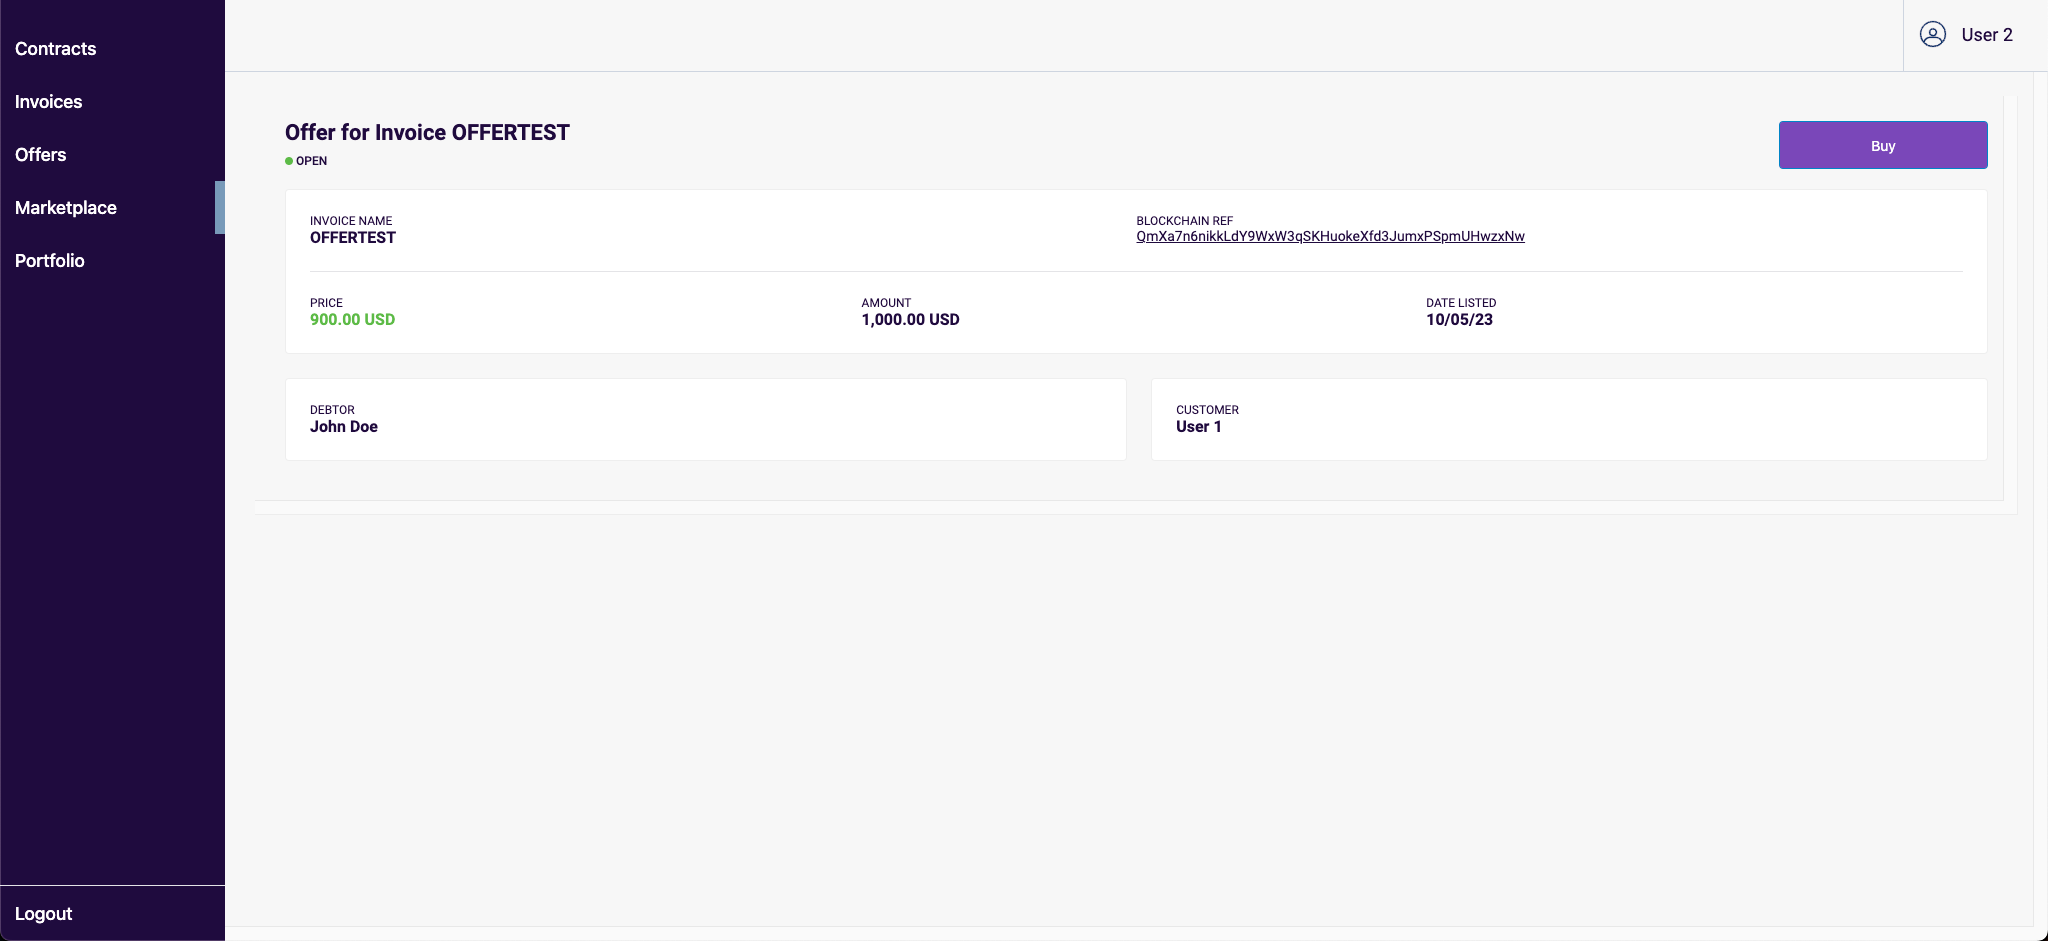 Contracts
Invoices
Offers
Marketplace
Portfolio
Logout
User 2
Offer for Invoice OFFERTEST
OPEN
Buy
INVOICE NAME
OFFERTEST
BLOCKCHAIN REF
QmXa7n6nikkLdY9WxW3qSKHuokeXfd3JumxPSpmUHwzxNw
PRICE
900.00 USD
AMOUNT
1,000.00 USD
DATE LISTED
10/05/23
DEBTOR
John Doe
CUSTOMER
User 1